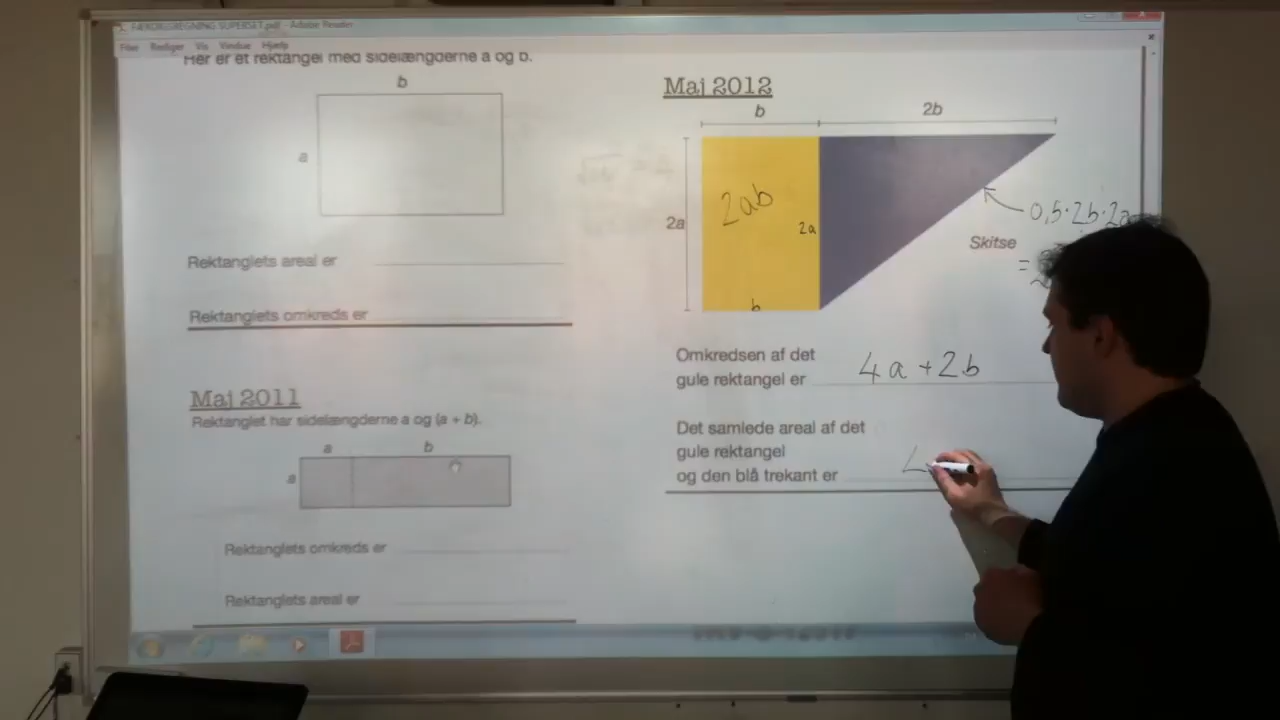 FÆRDIGREGNING SUPERSET.pdf - Adobe Reader
Filer Rediger Vis Vindue Hjælp
Her er et rektangel med sidelængderne a og b.
b
a
Rektanglets areal er
Rektanglets omkreds er
Maj 2011
Rektanglet har sidelængderne a og (a + b).
a b
a
Rektanglets omkreds er
Rektanglets areal er
Maj 2012
b 2b
2a
2ab
2a
b
0,5·2b·2a
Skitse
=
Omkredsen af det
gule rektangel er 4a+2b
Det samlede areal af det
gule rektangel
og den blå trekant er